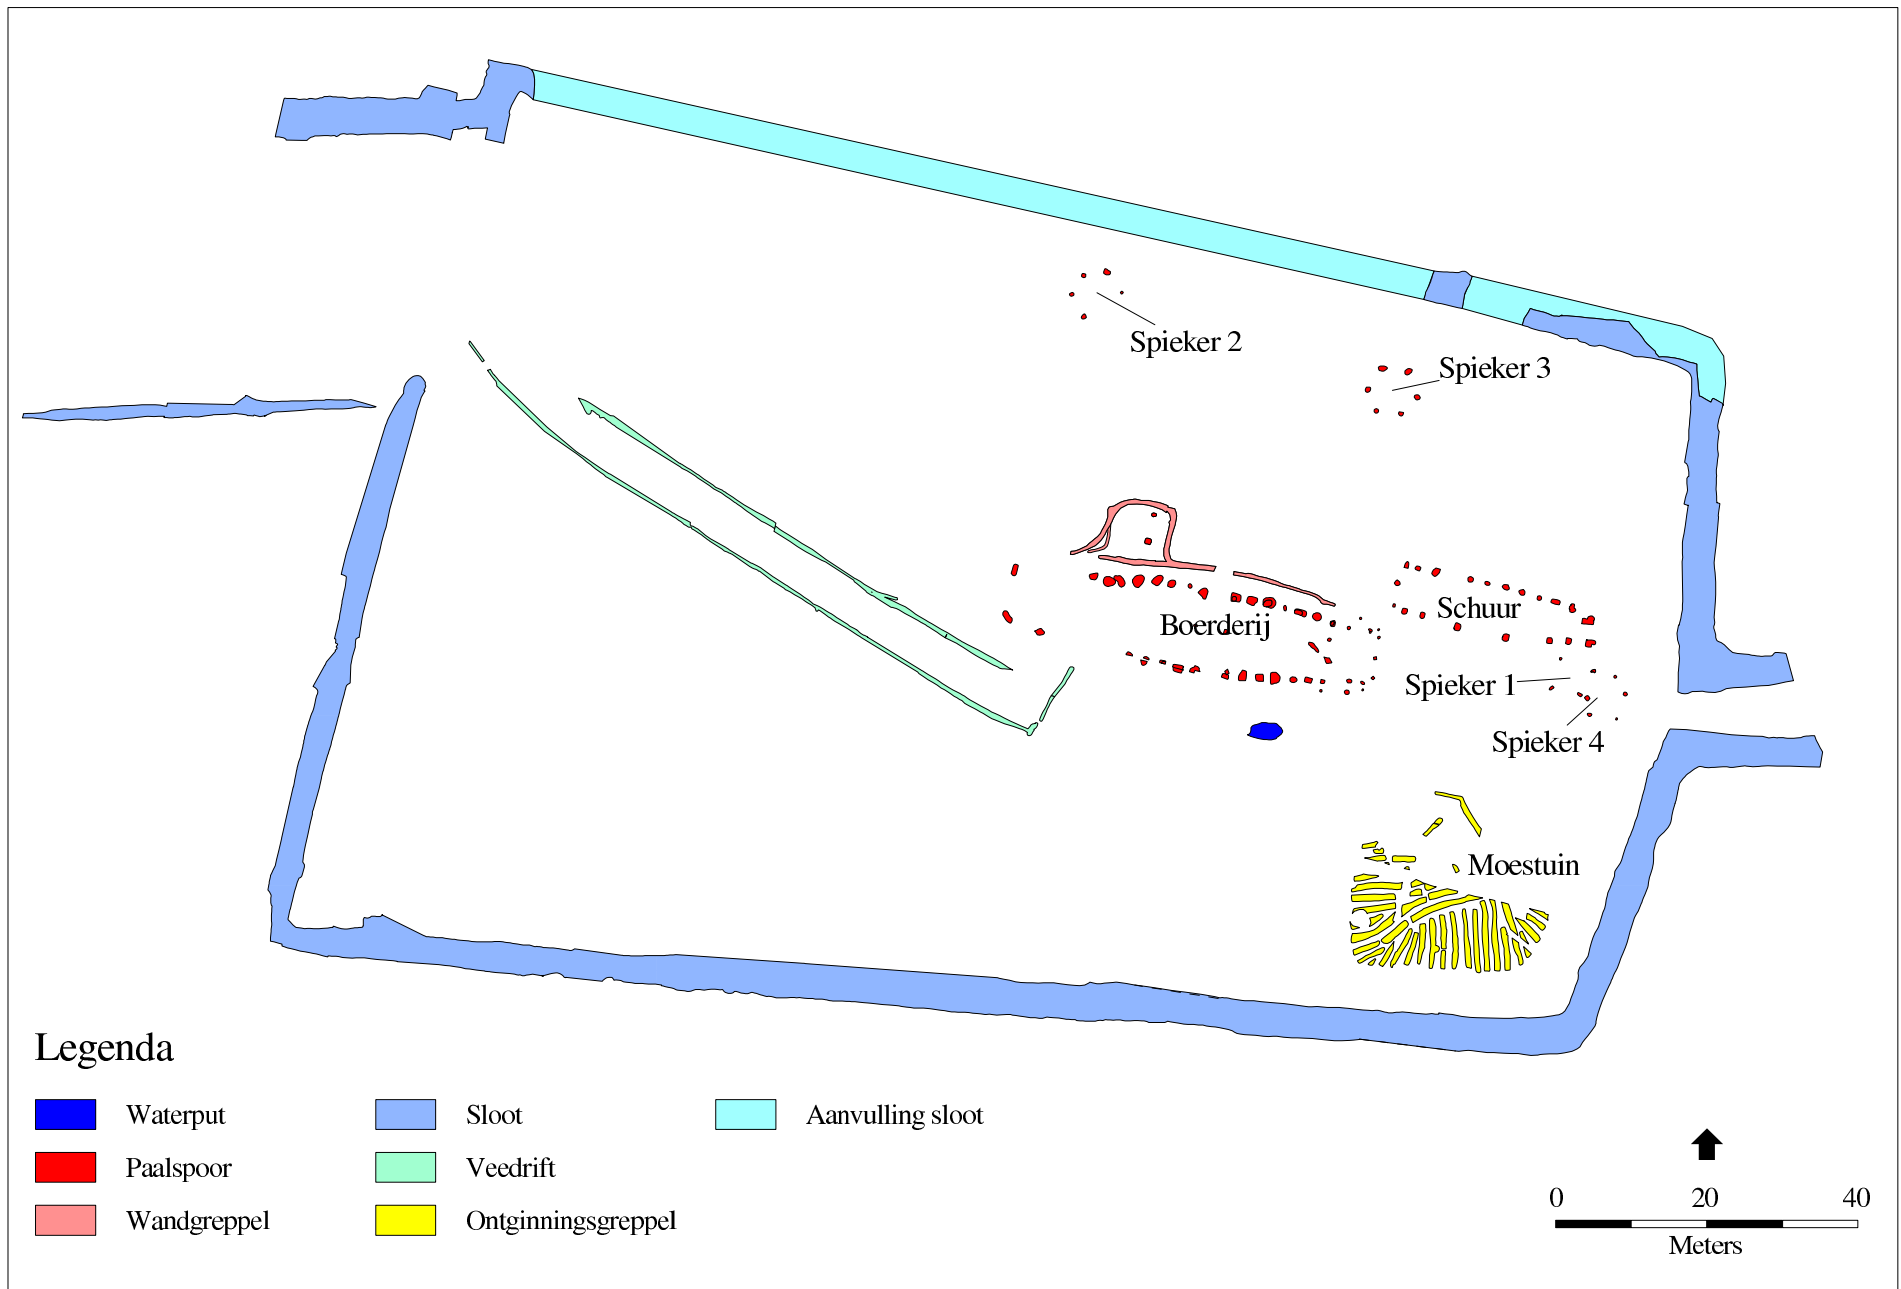 Spieker 2
Spieker 3
Schuur
Boerderij
Spieker 1
Spieker 4
Moestuin
Legenda
Waterput
Sloot
Aanvulling sloot
Paalspoor
Veedrift
Wandgreppel
Ontginningsgreppel
0 20 40
Meters